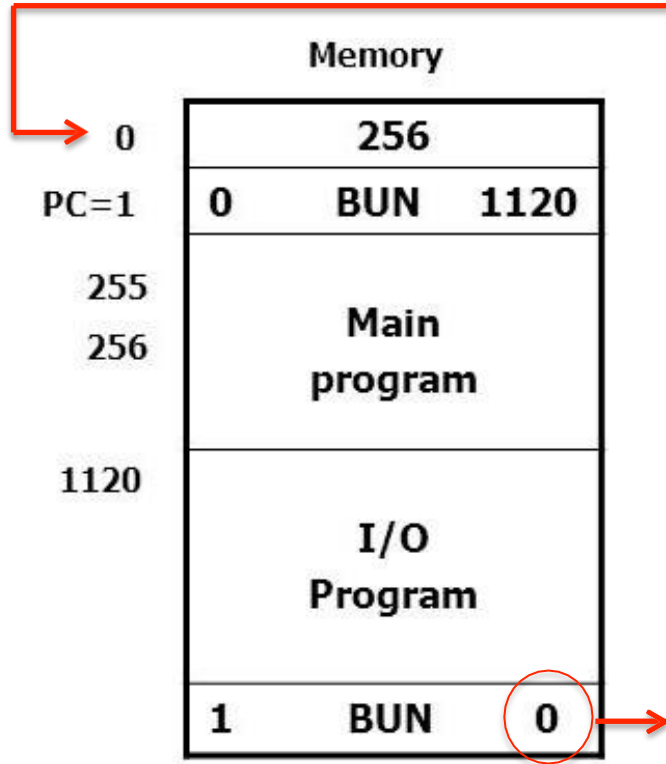 Memory
0 256
PC=1 0 BUN 1120
255
Main
256
program
1120
I/O
Program
1 BUN 0